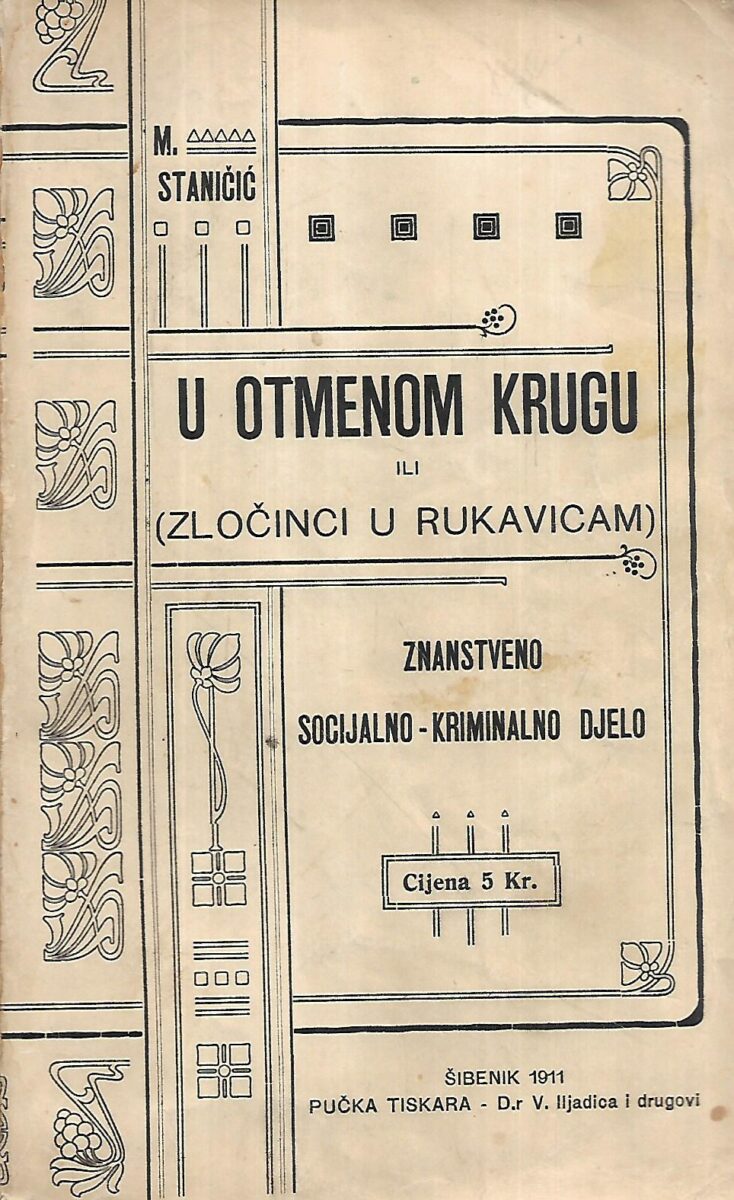 M.
STANIČIĆ
U OTMENOM KRUGU
ILI
(ZLOČINCI U RUKAVICAM)
ZNANSTVENO
SOCIJALNO-KRIMINALNO DJELO
Cijena 5 Kr.
ŠIBENIK 1911
PUČKA TISKARA - D.r V. Iljadica i drugovi